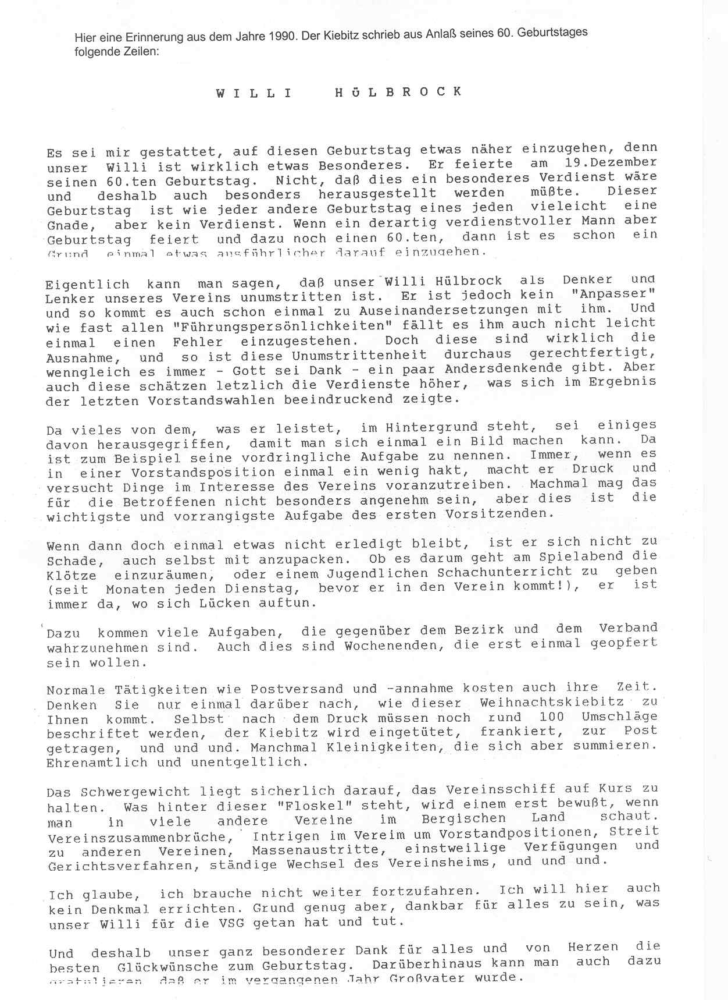 Hier eine Erinnerung aus dem Jahre 1990. Der Kiebitz schrieb aus Anlaß seines 60. Geburtstages
folgende Zeilen:
WILLI HÜLBROCK
Es sei mir gestattet, auf diesen Geburtstag etwas näher einzugehen, denn
unser Willi ist wirklich etwas Besonderes. Er feierte am 19.Dezember
seinen 60.ten Geburtstag. Nicht, daß dies ein besonderes Verdienst wäre
und deshalb auch besonders herausgestellt werden müßte. Dieser
Geburtstag ist wie jeder andere Geburtstag eines jeden vieleicht eine
Gnade, aber kein Verdienst. Wenn ein derartig verdienstvoller Mann aber
Geburtstag feiert und dazu noch einen 60.ten, dann ist es schon ein
Grund einmal etwas ausführlicher darauf einzugehen.
Eigentlich kann man sagen, daß unser Willi Hülbrock als Denker und
Lenker unseres Vereins unumstritten ist. Er ist jedoch kein "Anpasser"
und so kommt es auch schon einmal zu Auseinandersetzungen mit ihm. Und
wie fast allen "Führungspersönlichkeiten" fällt es ihm auch nicht leicht
einmal einen Fehler einzugestehen. Doch diese sind wirklich die
Ausnahme, und so ist diese Unumstrittenheit durchaus gerechtfertigt,
wenngleich es immer - Gott sei Dank - ein paar Andersdenkende gibt. Aber
auch diese schätzen letzlich die Verdienste höher, was sich im Ergebnis
der letzten Vorstandswahlen beeindruckend zeigte.
Da vieles von dem, was er leistet, im Hintergrund steht, sei einiges
davon herausgegriffen, damit man sich einmal ein Bild machen kann. Da
ist zum Beispiel seine vordringliche Aufgabe zu nennen. Immer, wenn es
in einer Vorstandsposition einmal ein wenig hakt, macht er Druck und
versucht Dinge im Interesse des Vereins voranzutreiben. Machmal mag das
für die Betroffenen nicht besonders angenehm sein, aber dies ist die
wichtigste und vorrangigste Aufgabe des ersten Vorsitzenden.
Wenn dann doch einmal etwas nicht erledigt bleibt, ist er sich nicht zu
Schade, auch selbst mit anzupacken. Ob es darum geht am Spielabend die
Klötze einzuräumen, oder einem Jugendlichen Schachunterricht zu geben
(seit Monaten jeden Dienstag, bevor er in den Verein kommt!), er ist
immer da, wo sich Lücken auftun.
Dazu kommen viele Aufgaben, die gegenüber dem Bezirk und dem Verband
wahrzunehmen sind. Auch dies sind Wochenenden, die erst einmal geopfert
sein wollen.
Normale Tätigkeiten wie Postversand und -annahme kosten auch ihre Zeit.
Denken Sie nur einmal darüber nach, wie dieser Weihnachtskiebitz zu
Ihnen kommt. Selbst nach dem Druck müssen noch rund 100 Umschläge
beschriftet werden, der Kiebitz wird eingetütet, frankiert, zur Post
getragen, und und und. Manchmal Kleinigkeiten, die sich aber summieren.
Ehrenamtlich und unentgeltlich.
Das Schwergewicht liegt sicherlich darauf, das Vereinsschiff auf Kurs zu
halten. Was hinter dieser "Floskel" steht, wird einem erst bewußt, wenn
man in viele andere Vereine im Bergischen Land schaut.
Vereinszusammenbrüche, Intrigen im Vereim um Vorstandpositionen, Streit
zu anderen Vereinen, Massenaustritte, einstweilige Verfügungen und
Gerichtsverfahren, ständige Wechsel des Vereinsheims, und und und.
Ich glaube, ich brauche nicht weiter fortzufahren. Ich will hier auch
kein Denkmal errichten. Grund genug aber, dankbar für alles zu sein, was
unser Willi für die VSG getan hat und tut.
Und deshalb unser ganz besonderer Dank für alles und von Herzen die
besten Glückwünsche zum Geburtstag. Darüberhinaus kann man auch dazu
gratulieren daß er im vergangenen Jahr Großvater wurde.